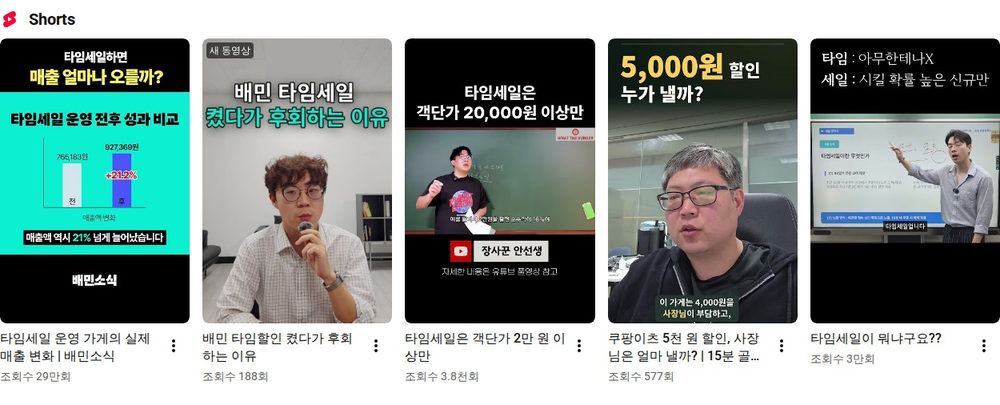 Shorts
타임세일하면
매출 얼마나 오를까?
타임세일 운영 전후 성과 비교
765,183원
927,369원
+21.2%
전
후
매출액 변화
매출액 역시 21% 넘게 늘어났습니다
배민소식
타임세일 운영 가게의 실제
매출 변화 | 배민소식
조회수 29만회
새 동영상
배민 타임세일
켰다가 후회하는 이유
배민 타임할인 켰다가 후회
하는 이유
조회수 188회
타임세일은
객단가 20,000원 이상만
WHAT THE BURGER
장사꾼 안선생
자세한 내용은 유튜브 풀영상 참고
타임세일은 객단가 2만 원 이
상만
조회수 3.8천회
5,000원 할인
누가 낼까?
이 가게는 4,000원을
사장님이 부담하고,
쿠팡이츠 5천 원 할인, 사장
님은 얼마 낼까? | 15분 골...
조회수 577회
타임 : 아무한테나X
세일 : 시킬 확률 높은 신규만
타임세일이란 무엇인가
타임세일입니다
타임세일이 뭐냐구요??
조회수 3만회